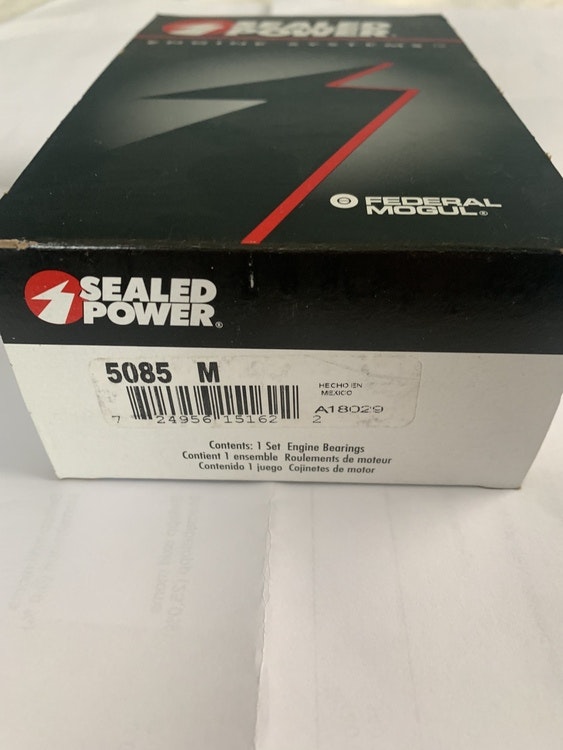 SEALED
POWER®
ENGINE SYSTEMS
FEDERAL
MOGUL®
SEALED
POWER®
5085 M
HECHO EN
MEXICO
7 24956 15162 2
A18029
Contents: 1 Set Engine Bearings
Contient 1 ensemble Roulements de moteur
Contenido 1 juego Cojinetes de motor